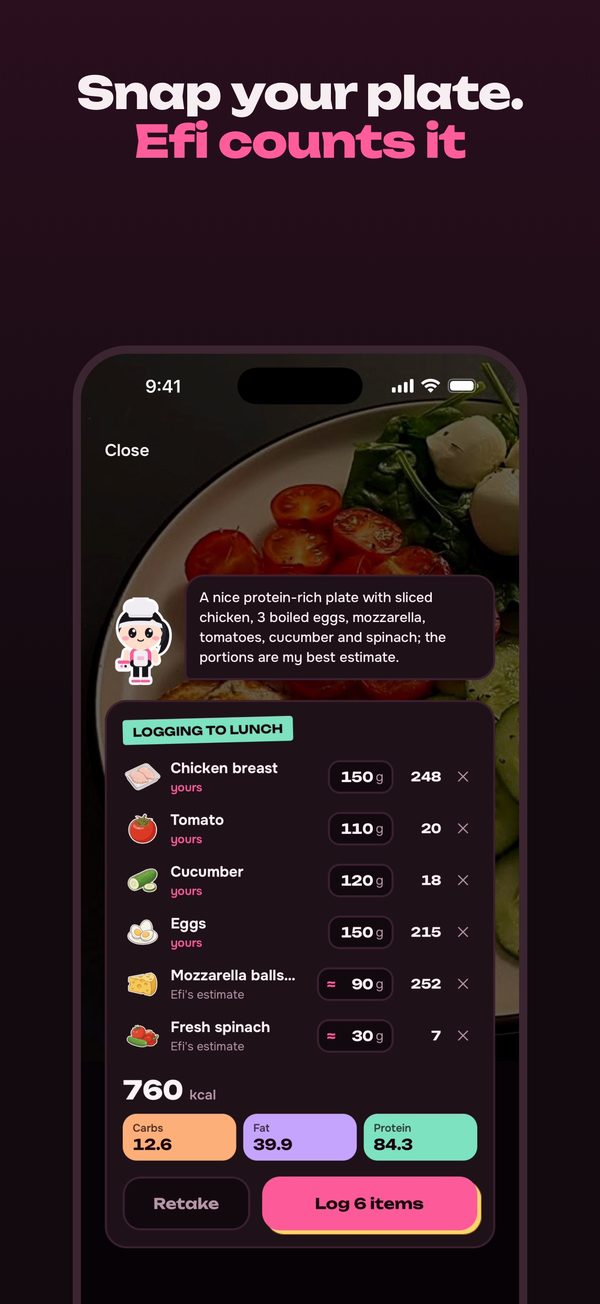 Snap your plate.
Efi counts it
9:41
Close
A nice protein-rich plate with sliced
chicken, 3 boiled eggs, mozzarella,
tomatoes, cucumber and spinach; the
portions are my best estimate.
LOGGING TO LUNCH
Chicken breast 150 g 248 ×
yours
Tomato 110 g 20 ×
yours
Cucumber 120 g 18 ×
yours
Eggs 150 g 215 ×
yours
Mozzarella balls... ≈ 90 g 252 ×
Efi's estimate
Fresh spinach ≈ 30 g 7 ×
Efi's estimate
760 kcal
Carbs Fat Protein
12.6 39.9 84.3
Retake Log 6 items